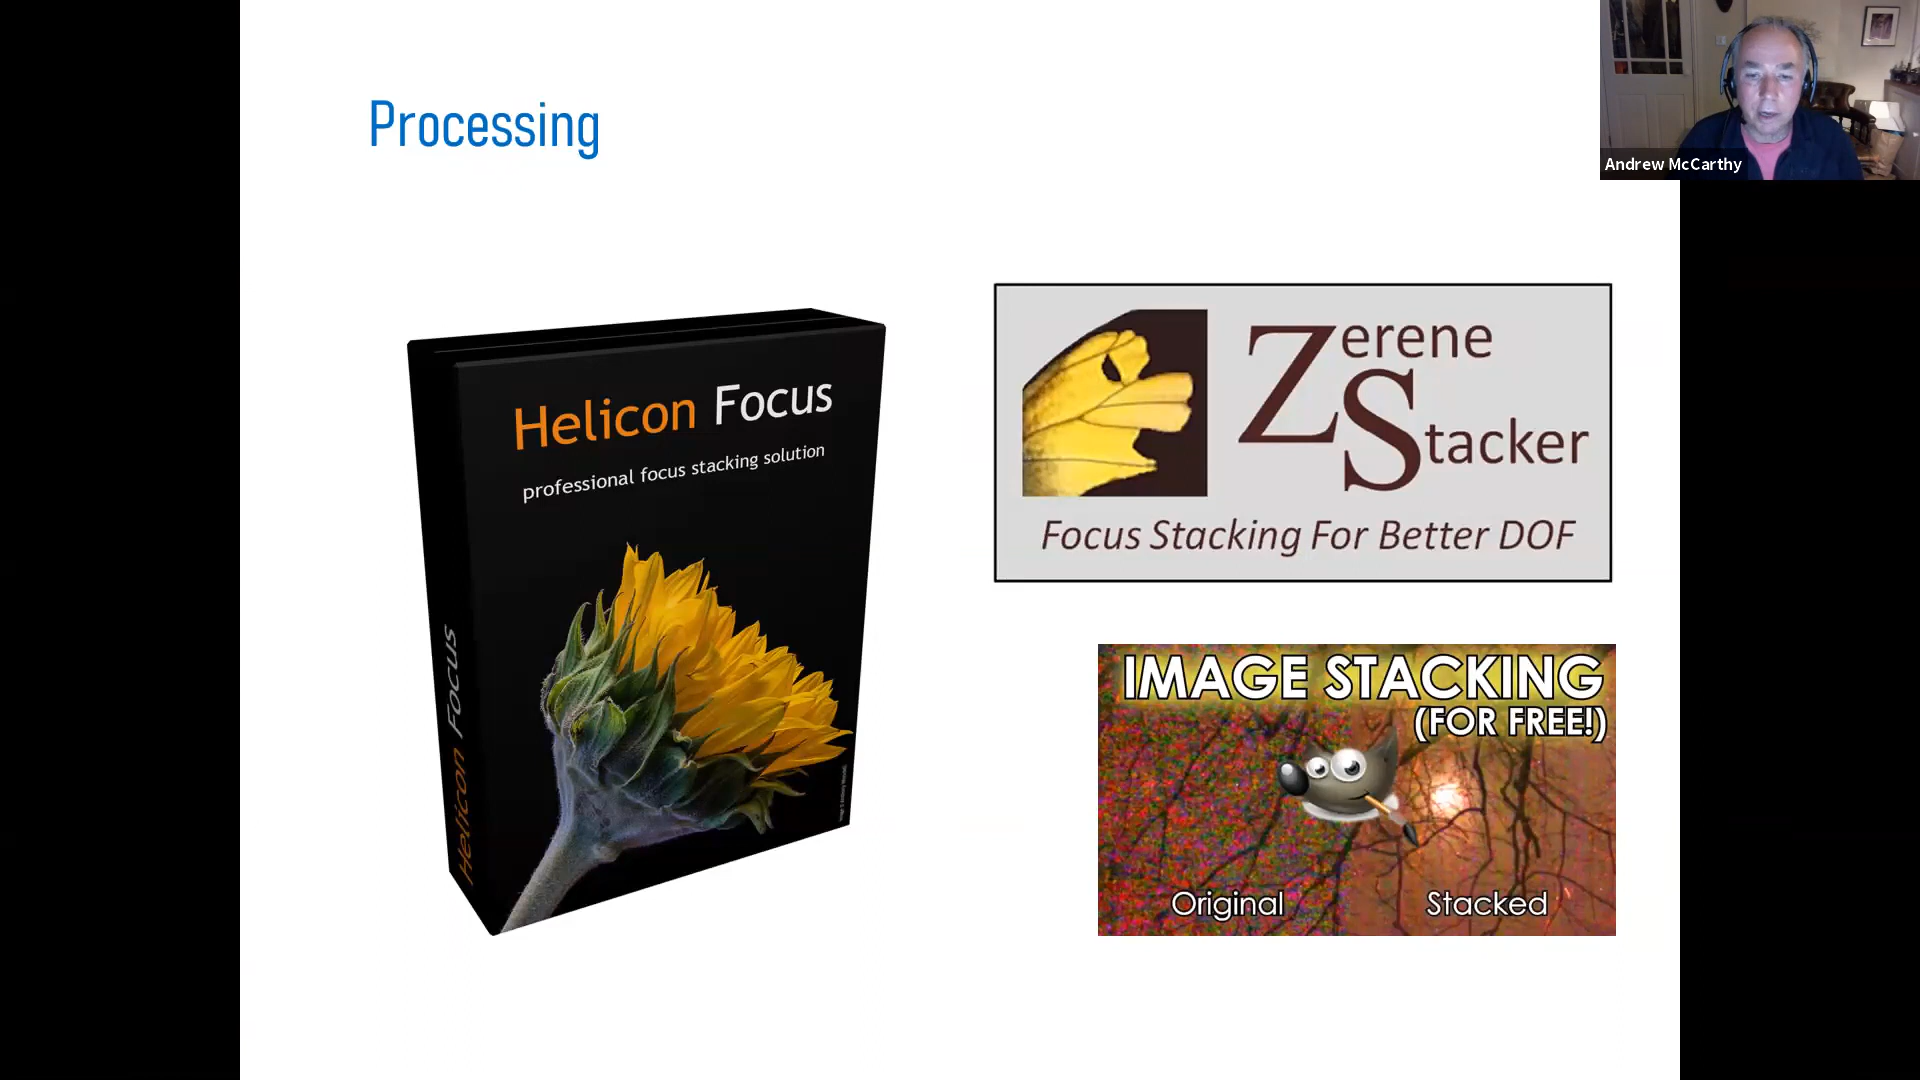 Processing
Andrew McCarthy
Helicon Focus
professional focus stacking solution
Helicon Focus
Zerene
Stacker
Focus Stacking For Better DOF
IMAGE STACKING
(FOR FREE!)
Original
Stacked